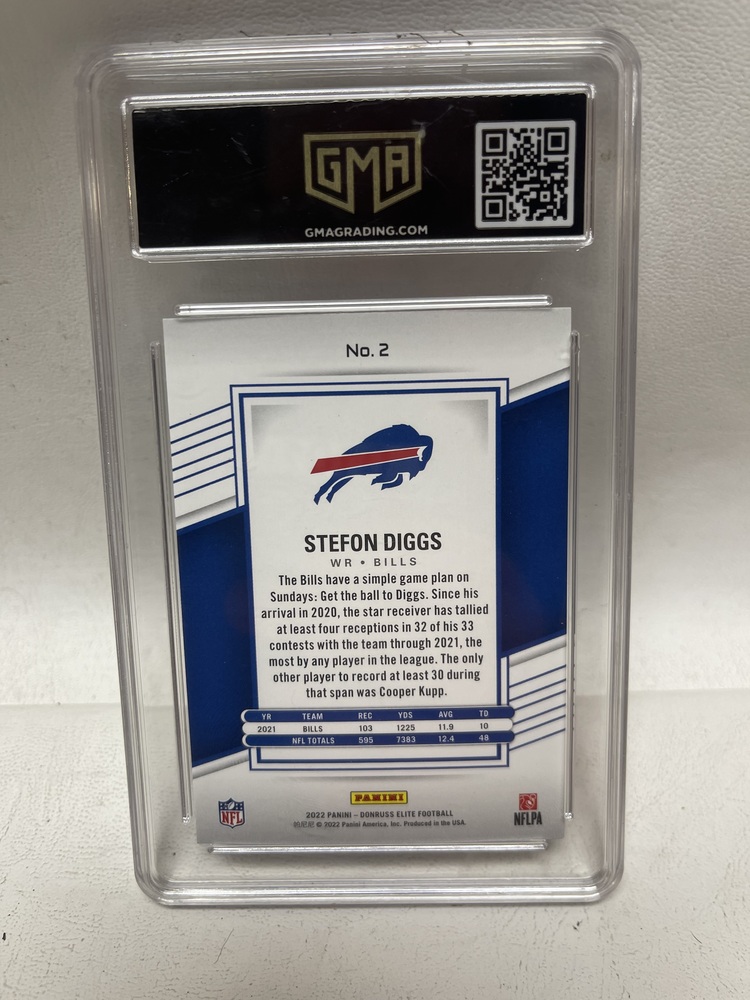 GMA
GMAGRADING.COM
No. 2
STEFON DIGGS
WR • BILLS
The Bills have a simple game plan on
Sundays: Get the ball to Diggs. Since his
arrival in 2020, the star receiver has tallied
at least four receptions in 32 of his 33
contests with the team through 2021, the
most by any player in the league. The only
other player to record at least 30 during
that span was Cooper Kupp.
YR TEAM REC YDS AVG TD
2021 BILLS 103 1225 11.9 10
NFL TOTALS 595 7383 12.4 48
PANINI
NFL
2022 PANINI – DONRUSS ELITE FOOTBALL
© 2022 Panini America, Inc. Produced in the USA.
NFLPA